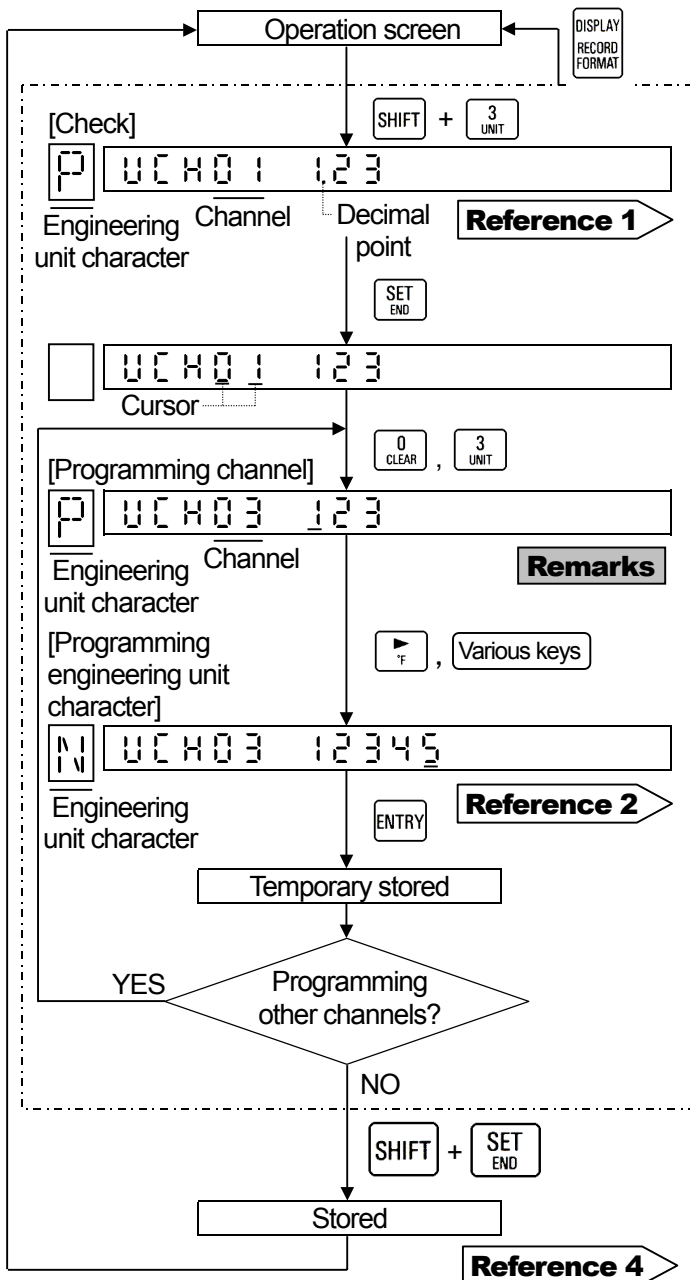 Operation screen
DISPLAY
RECORD
FORMAT
SHIFT + 3
UNIT
[Check]
P UCH01 1.23
Engineering
unit character
Channel
Decimal
point
Reference 1
SET
END
UCH01 123
Cursor
0
CLEAR , 3
UNIT
[Programming channel]
P UCH03 123
Engineering
unit character
Channel
Remarks
[Programming
engineering unit
character]
°F , Various keys
N UCH03 12345
Engineering
unit character
Reference 2
ENTRY
Temporary stored
YES
Programming
other channels?
NO
SHIFT + SET
END
Stored
Reference 4